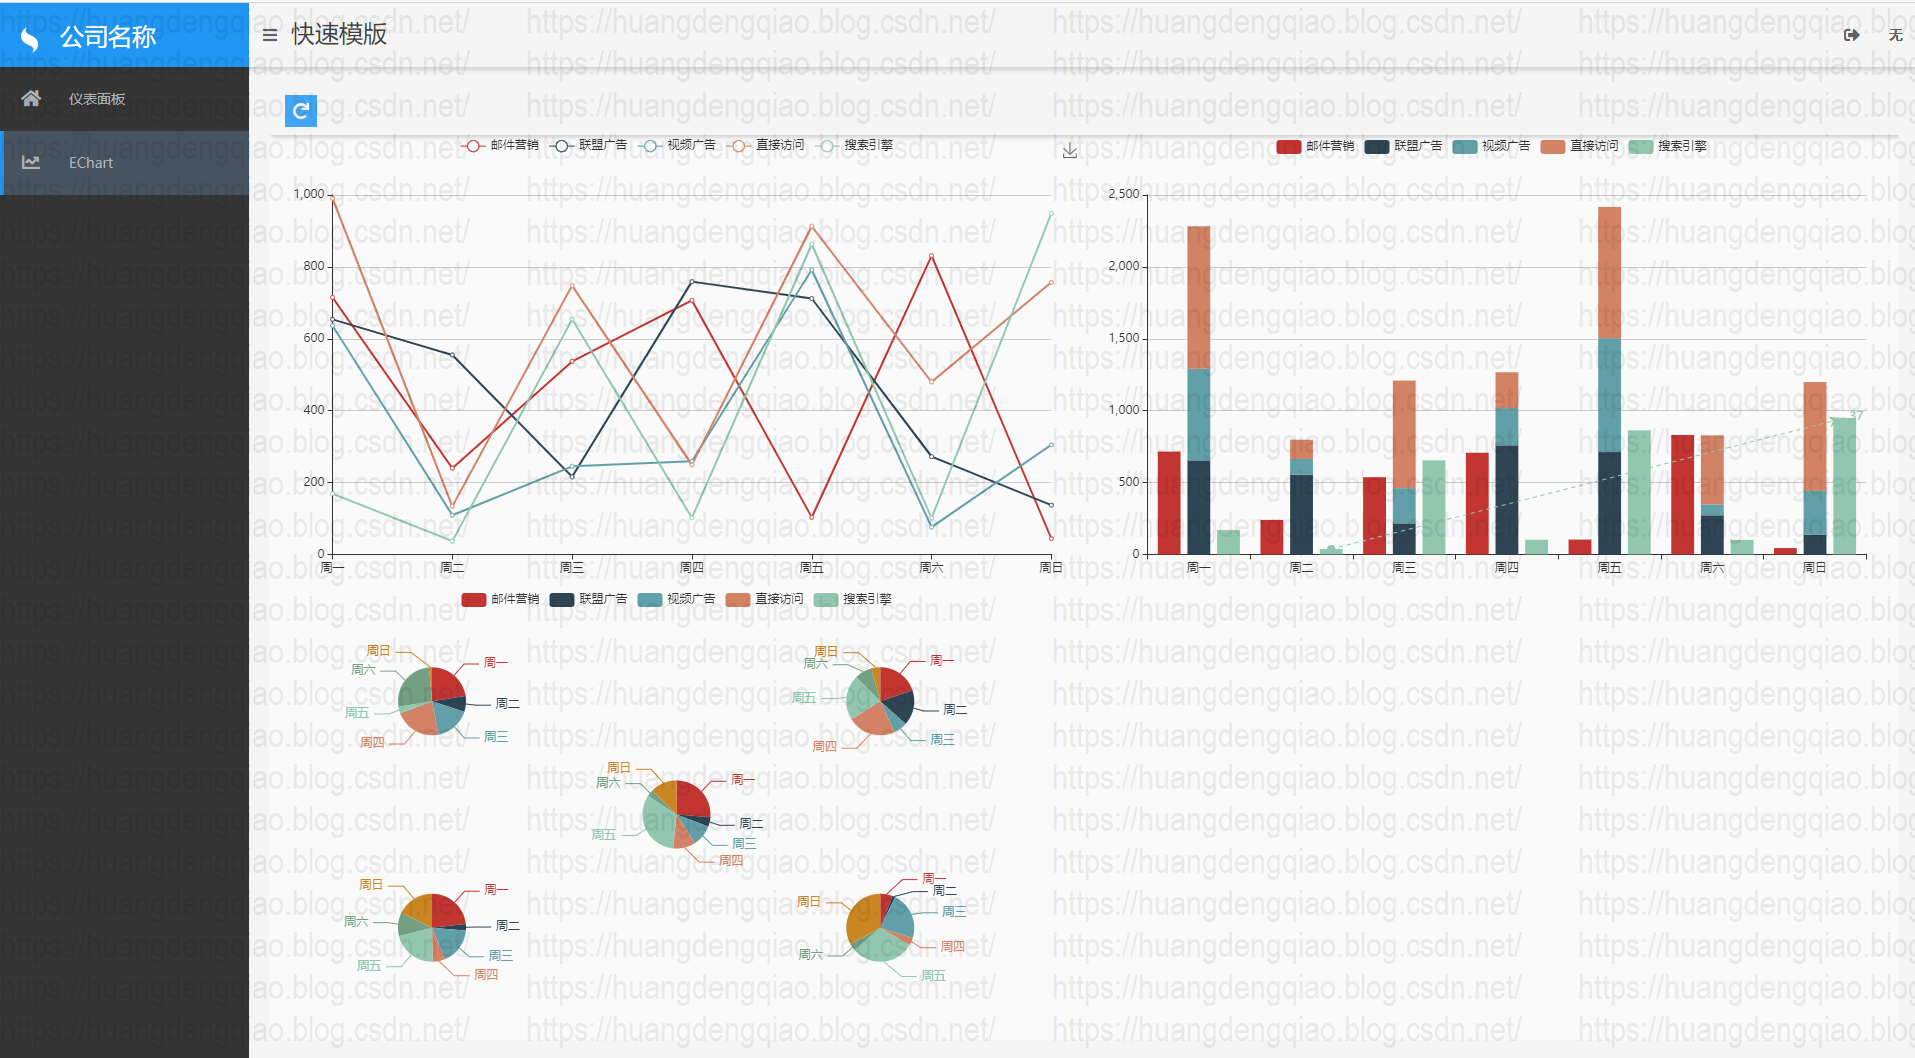 公司名称
快速模版
无
仪表面板
EChart
邮件营销 联盟广告 视频广告 直接访问 搜索引擎
1,000
800
600
400
200
0
周一 周二 周三 周四 周五 周六 周日
邮件营销 联盟广告 视频广告 直接访问 搜索引擎
2,500
2,000
1,500
1,000
500
0
37
周一 周二 周三 周四 周五 周六 周日
邮件营销 联盟广告 视频广告 直接访问 搜索引擎
周日 周一
周六
周二
周五
周三
周四
周日 周一
周六
周五
周二
周三
周四
周日
周一
周六
周二
周五
周三
周四
周日 周一
周六 周二
周三
周五
周四
周一
周二
周日
周三
周四
周六
周五
https://huangdengqiao.blog.csdn.net/